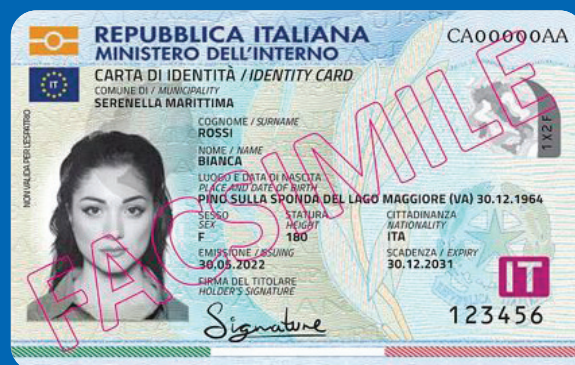 REPUBBLICA ITALIANA
CA00000AA
MINISTERO DELL'INTERNO
IT
CARTA DI IDENTITÀ / IDENTITY CARD
COMUNE DI / MUNICIPALITY
SERENELLA MARITTIMA
COGNOME / SURNAME
ROSSI
NOME / NAME
BIANCA
LUOGO E DATA DI NASCITA
PLACE AND DATE OF BIRTH
PINO SULLA SPONDA DEL LAGO MAGGIORE (VA) 30.12.1964
SESSO STATURA CITTADINANZA
SEX HEIGHT NATIONALITY
F 180 ITA
EMISSIONE / ISSUING SCADENZA / EXPIRY
30.05.2022 30.12.2031
FIRMA DEL TITOLARE
HOLDER'S SIGNATURE
Signature
IT
123456
NON VALIDA PER L'ESPATRIO
1X2F
FACSIMILE